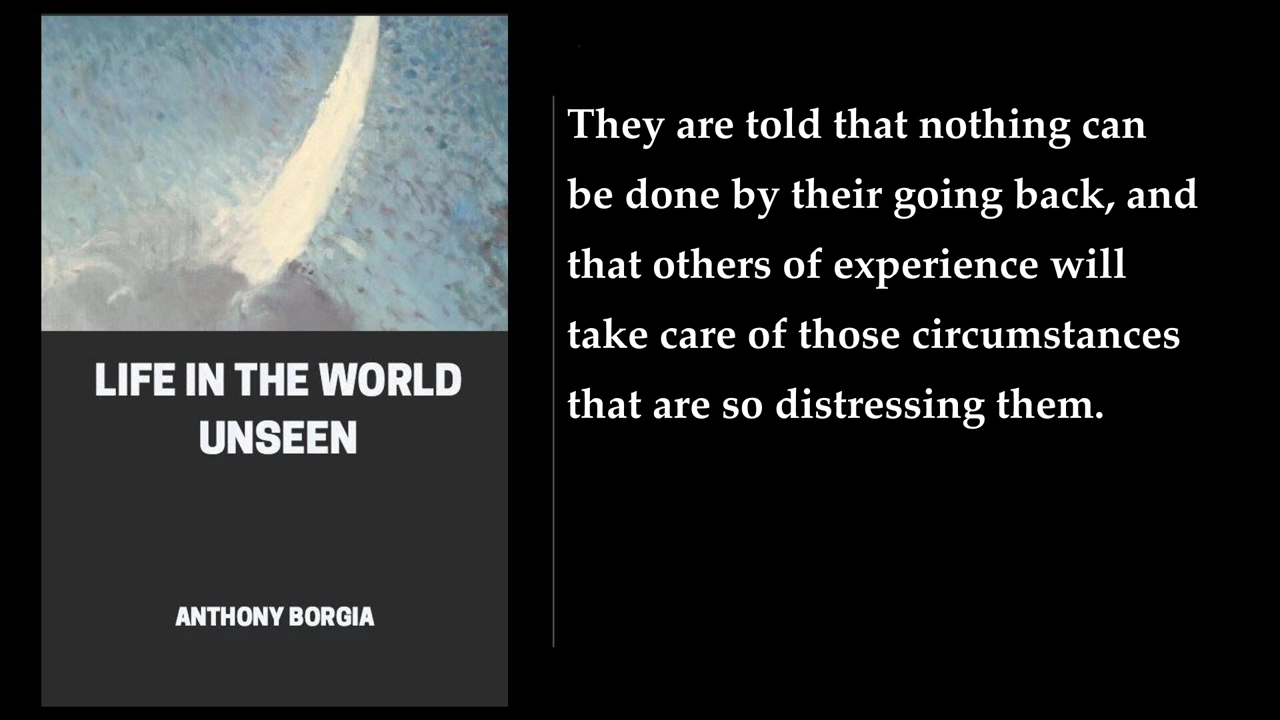 LIFE IN THE WORLD
UNSEEN
ANTHONY BORGIA
They are told that nothing can
be done by their going back, and
that others of experience will
take care of those circumstances
that are so distressing them.